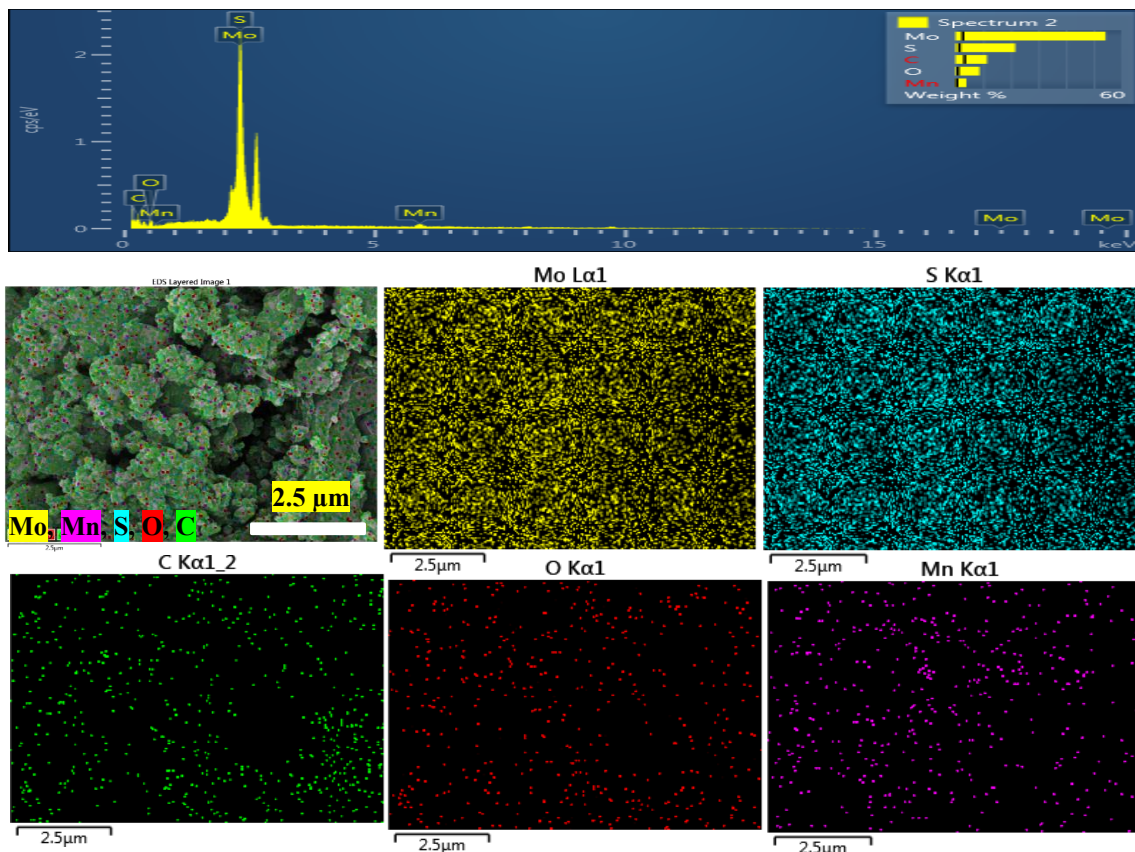 S
Mo
2
cps/eV
1
O
C
Mn
0
Mn
Mo
Mo
0
5
10
15
keV
Spectrum 2
Mo
S
C
O
Mn
Weight %
60
EDS Layered Image 1
2.5 µm
Mo, Mn, S, O, C
2.5µm
Mo Lα1
2.5µm
S Kα1
2.5µm
C Kα1_2
2.5µm
O Kα1
2.5µm
Mn Kα1
2.5µm